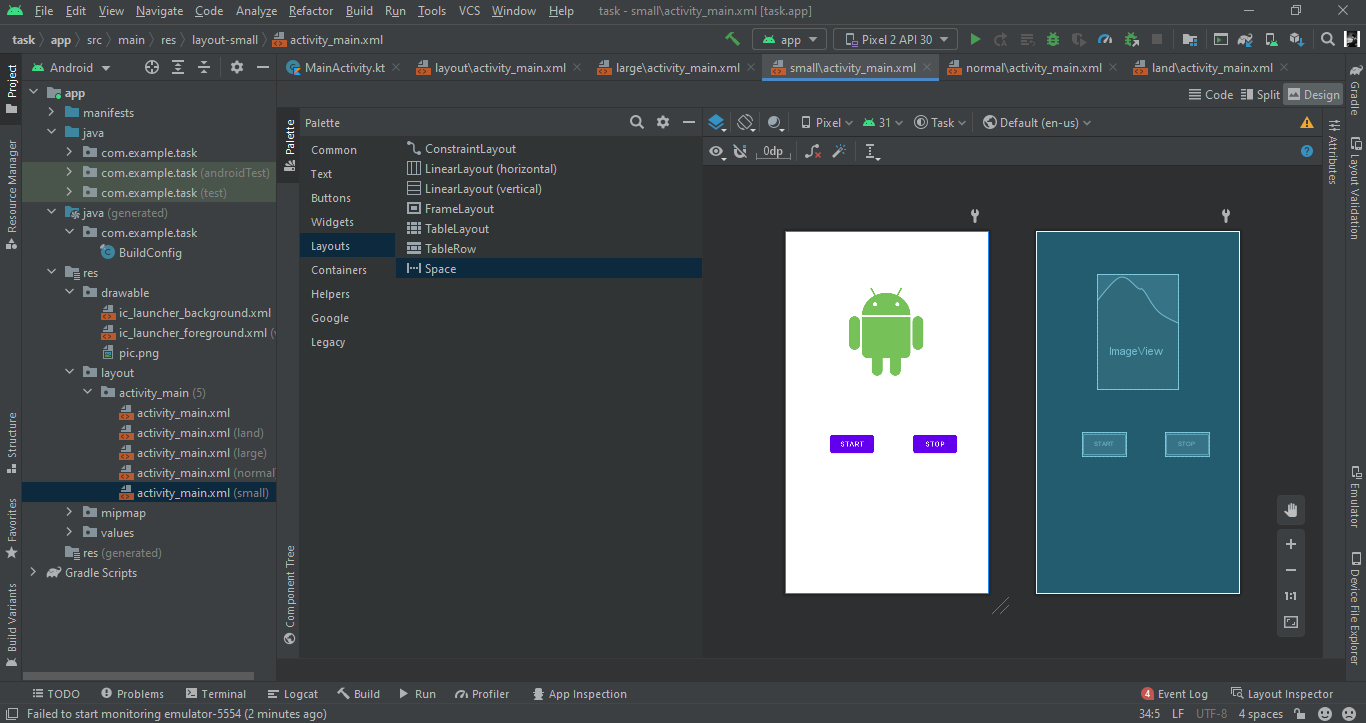 File Edit View Navigate Code Analyze Refactor Build Run Tools VCS Window Help task - small\activity_main.xml [task.app]
task app src main res layout-small activity_main.xml app Pixel 2 API 30
Project
Android MainActivity.kt layout\activity_main.xml large\activity_main.xml small\activity_main.xml normal\activity_main.xml land\activity_main.xml
Code Split Design
app
manifests
java
com.example.task
com.example.task (androidTest)
com.example.task (test)
java (generated)
com.example.task
BuildConfig
res
drawable
ic_launcher_background.xml
ic_launcher_foreground.xml (
pic.png
layout
activity_main (5)
activity_main.xml
activity_main.xml (land)
activity_main.xml (large)
activity_main.xml (normal
activity_main.xml (small)
mipmap
values
res (generated)
Gradle Scripts
Resource Manager
Structure
Favorites
Build Variants
Palette
Component Tree
Palette
Common
Text
Buttons
Widgets
Layouts
Containers
Helpers
Google
Legacy
ConstraintLayout
LinearLayout (horizontal)
LinearLayout (vertical)
FrameLayout
TableLayout
TableRow
Space
Pixel 31 Task Default (en-us)
0dp
START STOP
ImageView
START STOP
1:1
Attributes
Gradle
Layout Validation
Emulator
Device File Explorer
TODO Problems Terminal Logcat Build Run Profiler App Inspection 4 Event Log Layout Inspector
Failed to start monitoring emulator-5554 (2 minutes ago) 34:5 LF UTF-8 4 spaces